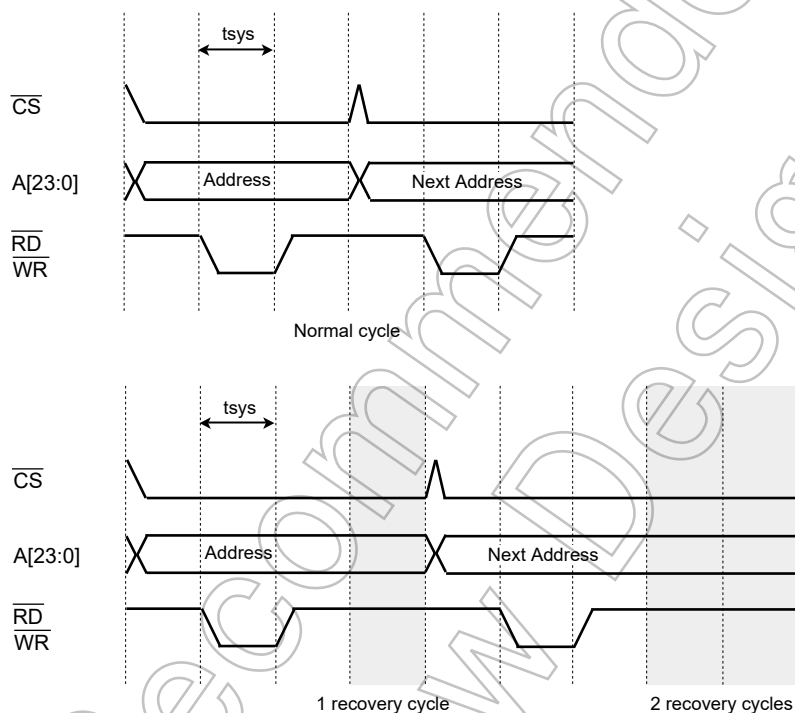 tsys
CS
A[23:0]
Address
Next Address
RD
WR
Normal cycle
tsys
CS
A[23:0]
Address
Next Address
RD
WR
1 recovery cycle
2 recovery cycles